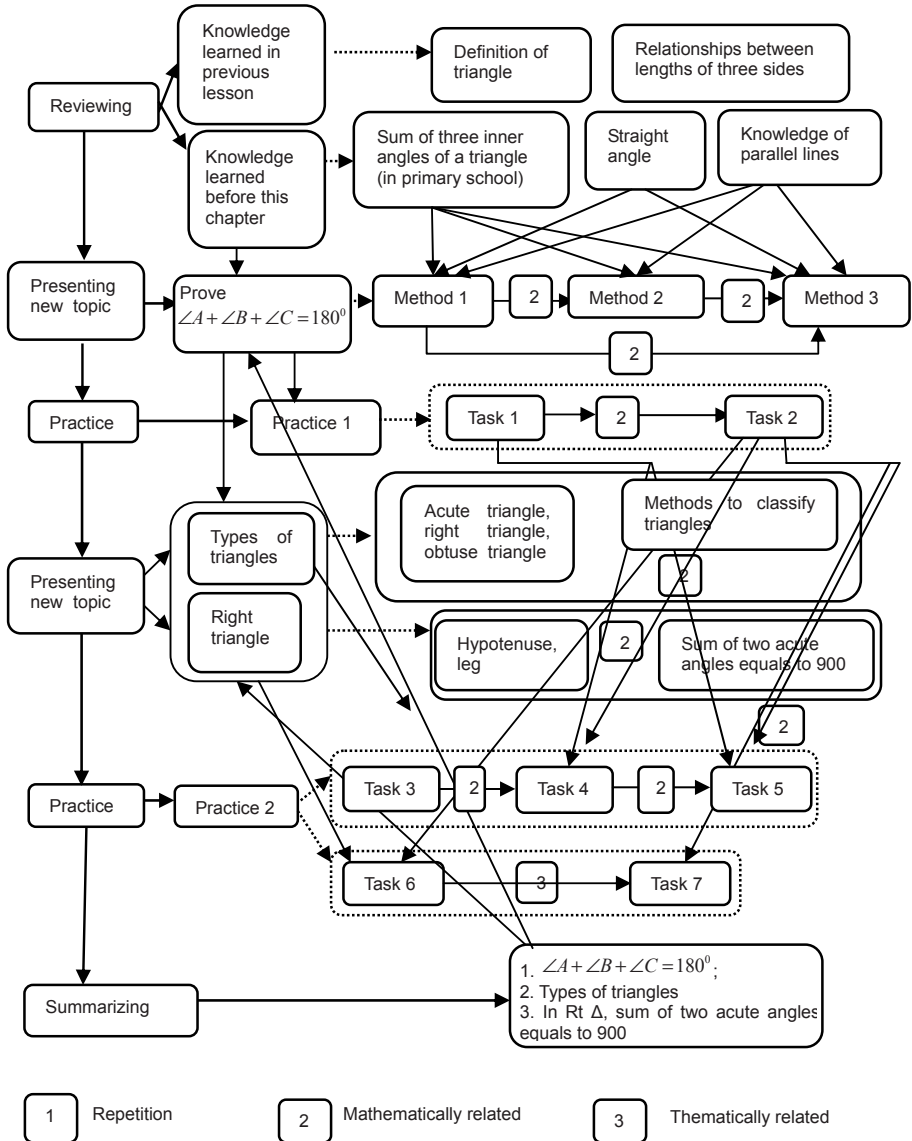 Knowledge
learned in
previous
lesson
Definition of
triangle
Relationships between
lengths of three sides
Reviewing
Knowledge
learned
before this
chapter
Sum of three inner
angles of a triangle
(in primary school)
Straight
angle
Knowledge of
parallel lines
Presenting
new topic
Prove
∠A+∠B+∠C=180⁰
Method 1
2
Method 2
2
Method 3
2
Practice
Practice 1
Task 1
2
Task 2
Presenting
new topic
Types of
triangles
Right
triangle
Acute triangle,
right triangle,
obtuse triangle
Methods to classify
triangles
2
Hypotenuse,
leg
2
Sum of two acute
angles equals to 900
2
Practice
Practice 2
Task 3
2
Task 4
2
Task 5
Task 6
3
Task 7
Summarizing
1. ∠A+∠B+∠C=180⁰;
2. Types of triangles
3. In Rt Δ, sum of two acute angles
equals to 900
1 Repetition
2 Mathematically related
3 Thematically related